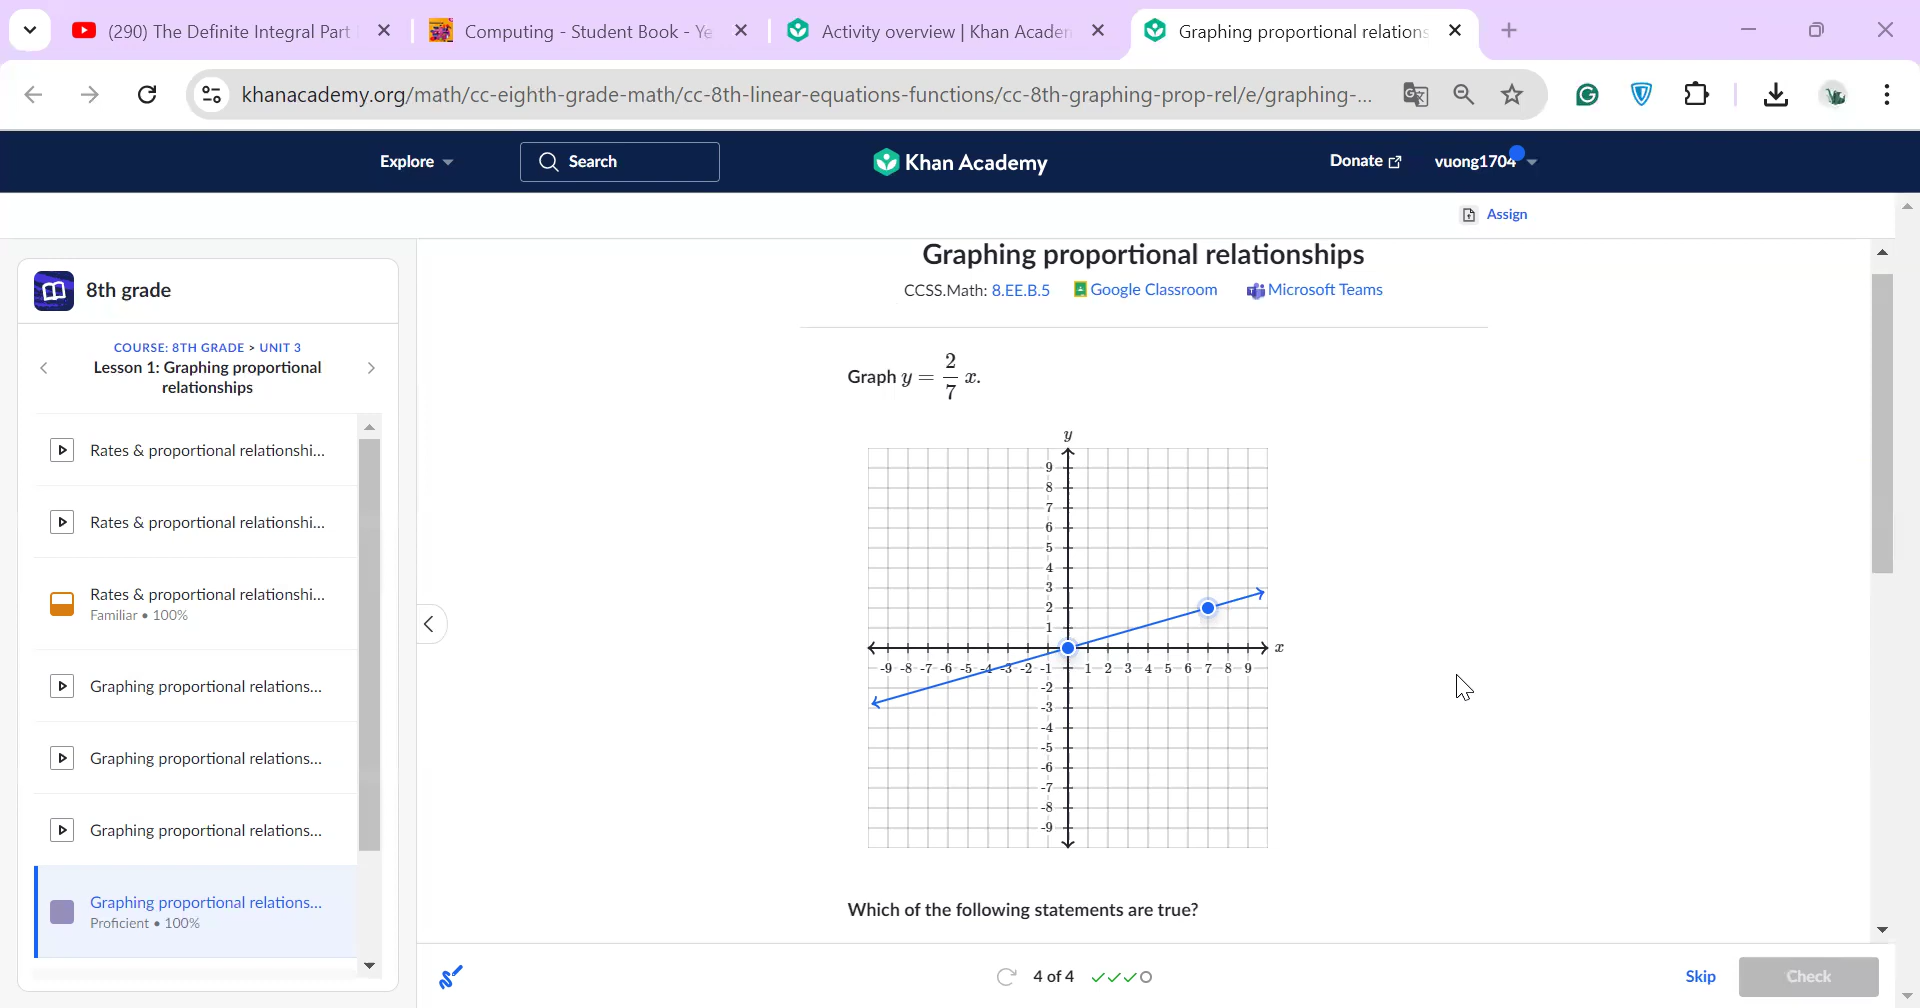 (290) The Definite Integral Part
Computing - Student Book - Ye
Activity overview | Khan Academ
Graphing proportional relations
khanacademy.org/math/cc-eighth-grade-math/cc-8th-linear-equations-functions/cc-8th-graphing-prop-rel/e/graphing-...
Explore
Search
Khan Academy
Donate
vuong1704
Assign
8th grade
COURSE: 8TH GRADE > UNIT 3
Lesson 1: Graphing proportional
relationships
Rates & proportional relationshi...
Rates & proportional relationshi...
Rates & proportional relationshi...
Familiar • 100%
Graphing proportional relations...
Graphing proportional relations...
Graphing proportional relations...
Graphing proportional relations...
Proficient • 100%
Graphing proportional relationships
CCSS.Math: 8.EE.B.5 Google Classroom Microsoft Teams
Graph y = 2/7 x.
y
9
8
7
6
5
4
3
2
1
x
-9 -8 -7 -6 -5 -4 -3 -2 -1 1 2 3 4 5 6 7 8 9
-2
-3
-4
-5
-6
-7
-8
-9
Which of the following statements are true?
4 of 4
Skip
Check